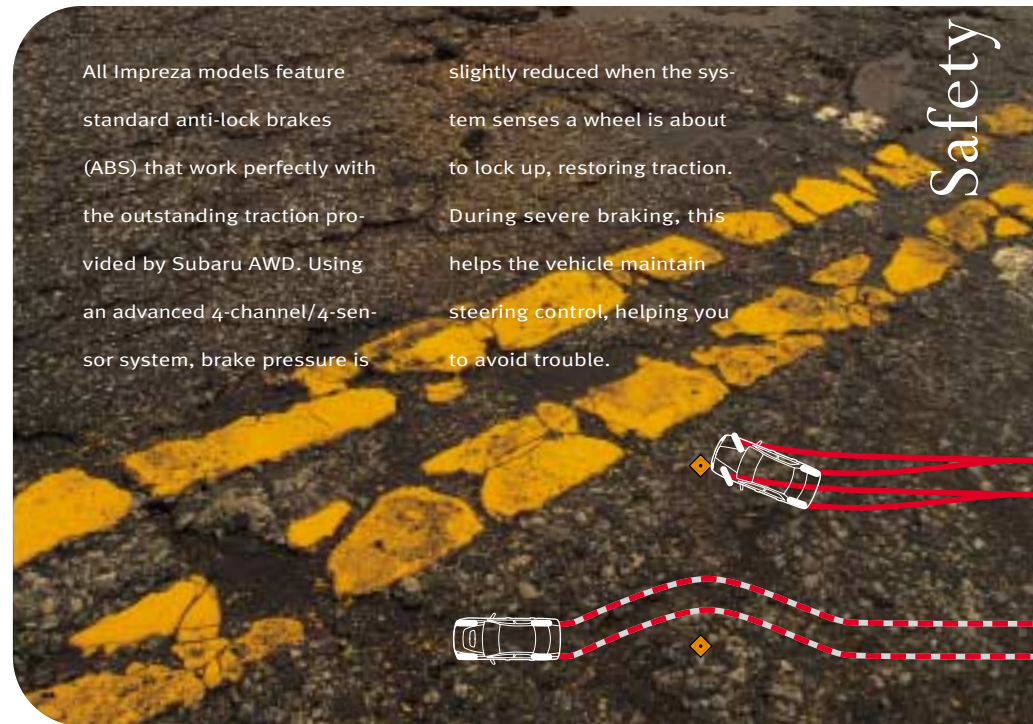 Safety
All Impreza models feature
standard anti-lock brakes
(ABS) that work perfectly with
the outstanding traction pro-
vided by Subaru AWD. Using
an advanced 4-channel/4-sen-
sor system, brake pressure is
slightly reduced when the sys-
tem senses a wheel is about
to lock up, restoring traction.
During severe braking, this
helps the vehicle maintain
steering control, helping you
to avoid trouble.